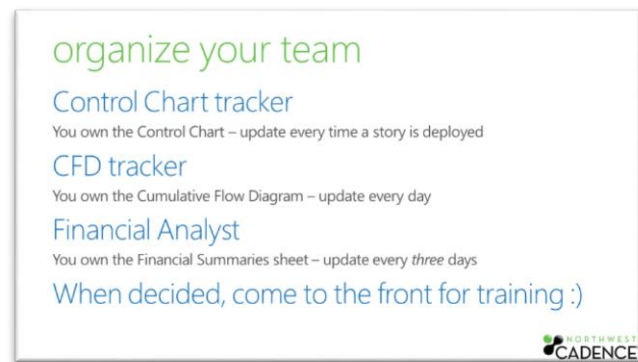 organize your team
Control Chart tracker
You own the Control Chart – update every time a story is deployed
CFD tracker
You own the Cumulative Flow Diagram – update every day
Financial Analyst
You own the Financial Summaries sheet – update every three days
When decided, come to the front for training :)
NORTHWEST
CADENCE